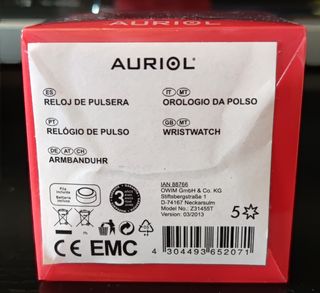 AURIOL®
ES
RELOJ DE PULSERA
IT MT
OROLOGIO DA POLSO
PT
RELÓGIO DE PULSO
GB MT
WRISTWATCH
DE AT CH
ARMBANDUHR
Pila
incluida
Batteria
inclusa
3
IAN 88766
OWIM GmbH & Co. KG
Stiftsbergstraße 1
D-74167 Neckarsulm
Model No.: Z31455T
Version: 03/2013
5
CE EMC
4 304493 652071